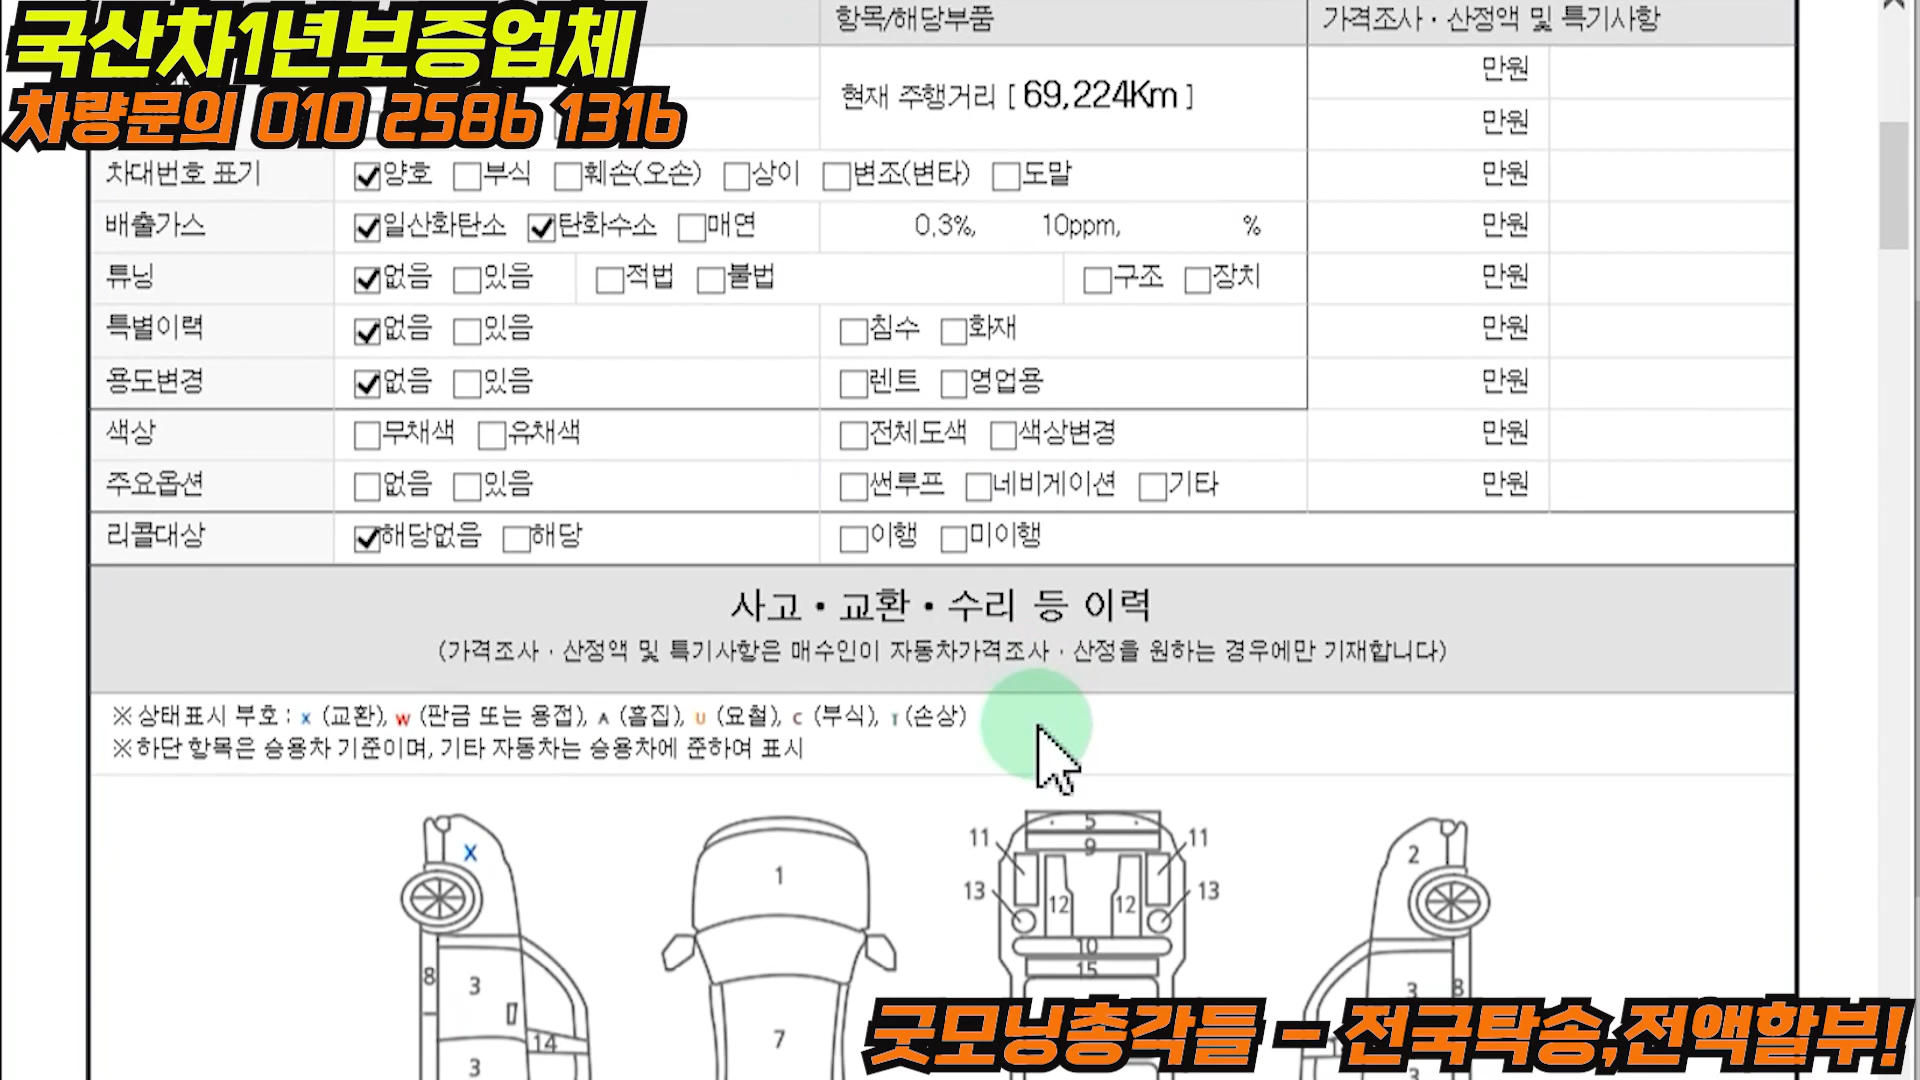 국산차1년보증업체
차량문의 010 2586 1316
항목/해당부품 가격조사·산정액 및 특기사항
현재 주행거리 [ 69,224Km ] 만원
만원
차대번호 표기 양호 부식 훼손(오손) 상이 변조(변타) 도말 만원
배출가스 일산화탄소 탄화수소 매연 0.3%, 10ppm, % 만원
튜닝 없음 있음 적법 불법 구조 장치 만원
특별이력 없음 있음 침수 화재 만원
용도변경 없음 있음 렌트 영업용 만원
색상 무채색 유채색 전체도색 색상변경 만원
주요옵션 없음 있음 썬루프 네비게이션 기타 만원
리콜대상 해당없음 해당 이행 미이행
사고·교환·수리 등 이력
(가격조사·산정액 및 특기사항은 매수인이 자동차가격조사·산정을 원하는 경우에만 기재합니다)
※상태표시 부호 : X (교환), W (판금 또는 용접), A (흠집), U (요철), C (부식), T (손상)
※하단 항목은 승용차 기준이며, 기타 자동차는 승용차에 준하여 표시
X 1 5 2
11 9 11
13 12 12 13
10
8 3 15 3 8
14 7
3 3
굿모닝총각들 - 전국탁송,전액할부!